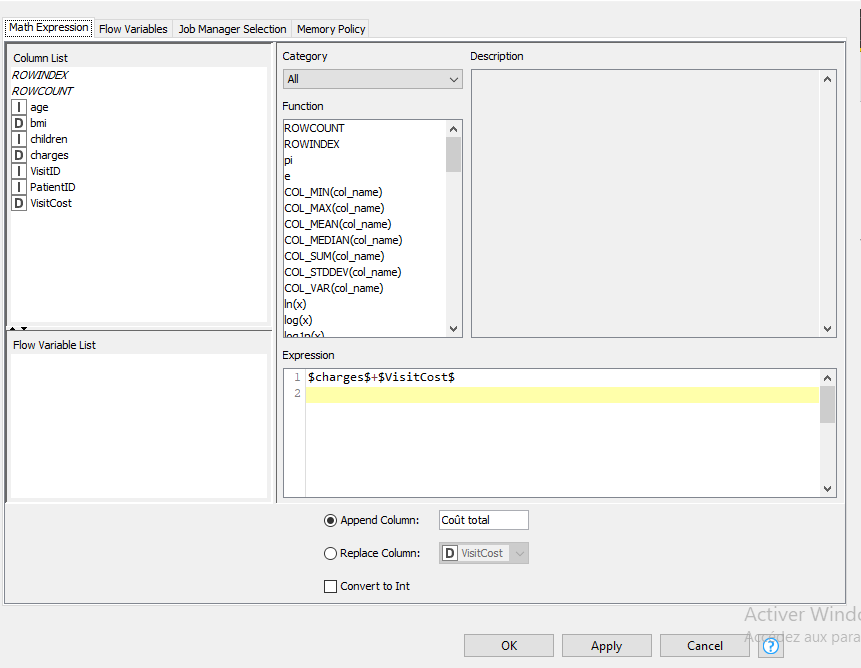 Math Expression Flow Variables Job Manager Selection Memory Policy
Column List
ROWINDEX
ROWCOUNT
I age
D bmi
I children
D charges
I VisitID
I PatientID
D VisitCost
Flow Variable List
Category
All
Function
ROWCOUNT
ROWINDEX
pi
e
COL_MIN(col_name)
COL_MAX(col_name)
COL_MEAN(col_name)
COL_MEDIAN(col_name)
COL_SUM(col_name)
COL_STDDEV(col_name)
COL_VAR(col_name)
ln(x)
log(x)
log1p(x)
Description
Expression
1 $charges$+$VisitCost$
2
Append Column: Coût total
Replace Column: D VisitCost
Convert to Int
Activer Windo
Accédez aux para
OK Apply Cancel ?